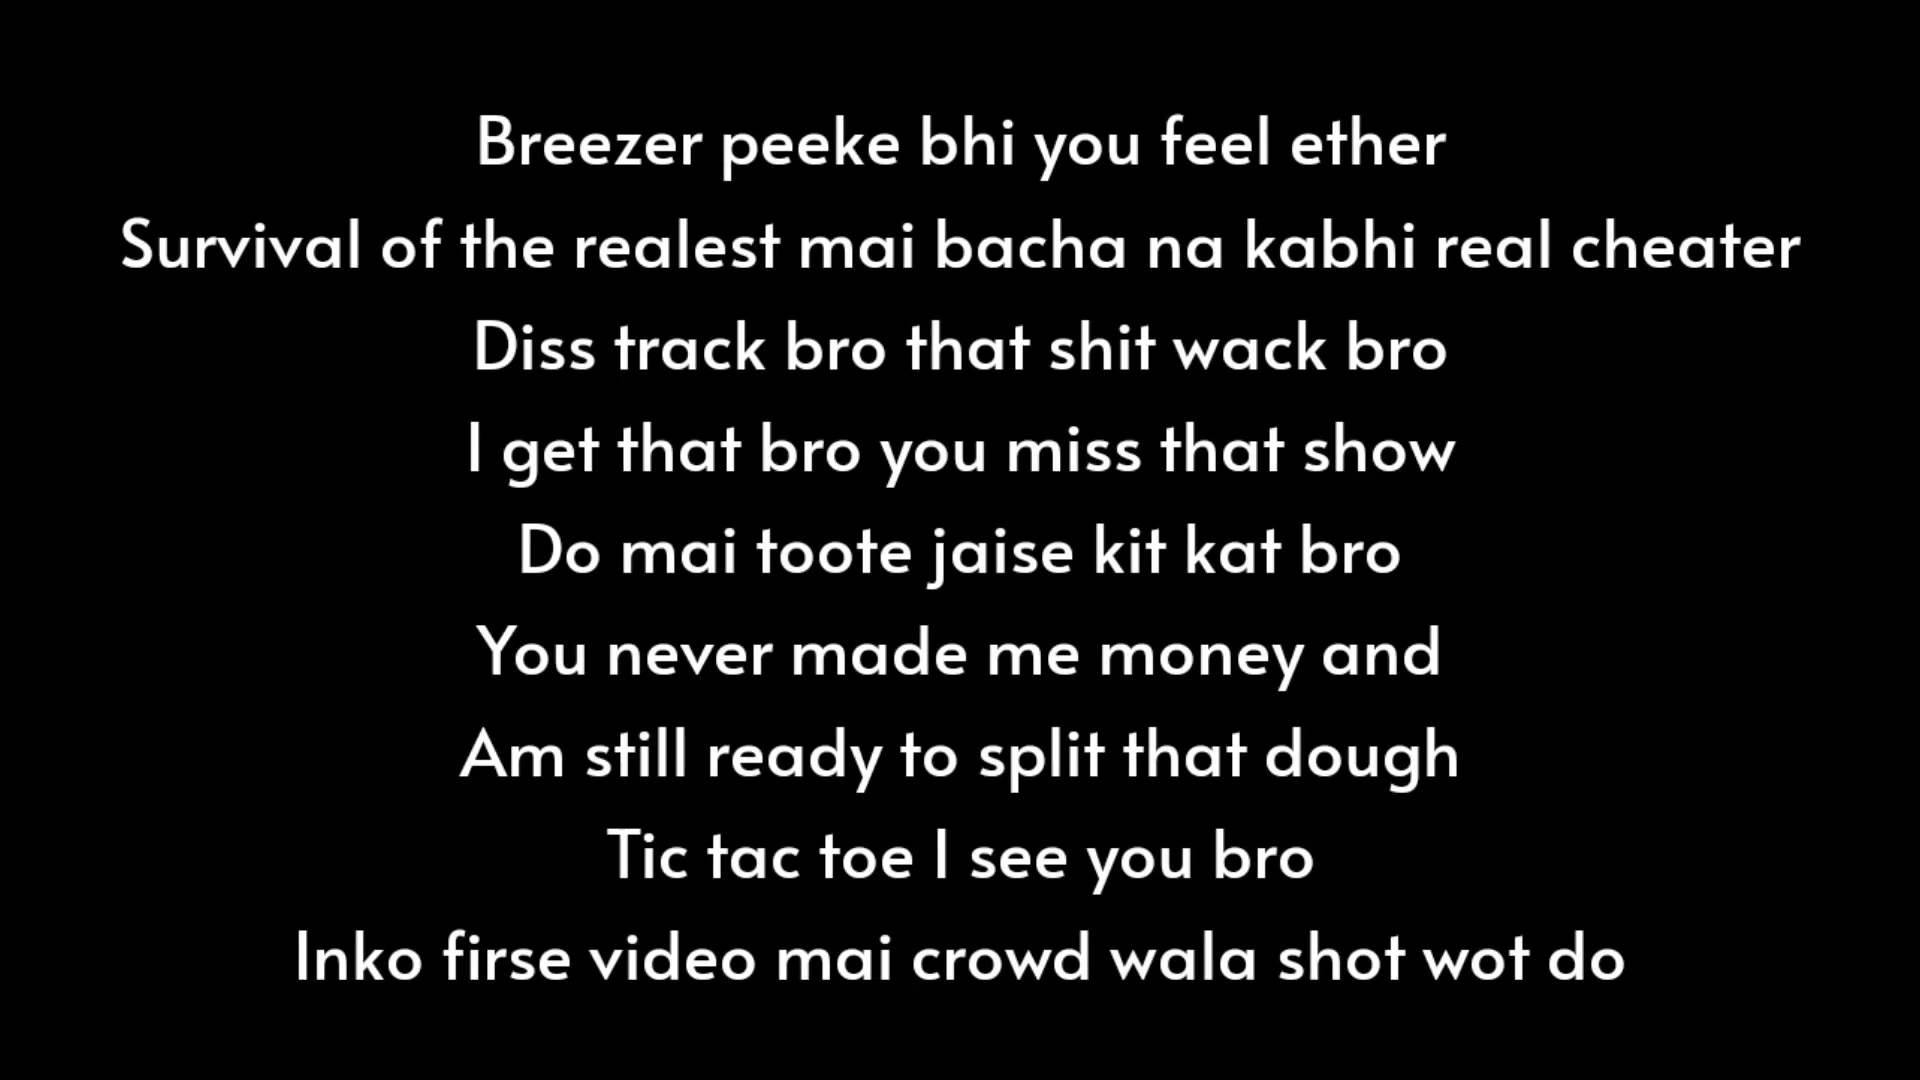 Breezer peeke bhi you feel ether
Survival of the realest mai bacha na kabhi real cheater
Diss track bro that shit wack bro
I get that bro you miss that show
Do mai toote jaise kit kat bro
You never made me money and
Am still ready to split that dough
Tic tac toe I see you bro
Inko firse video mai crowd wala shot wot do